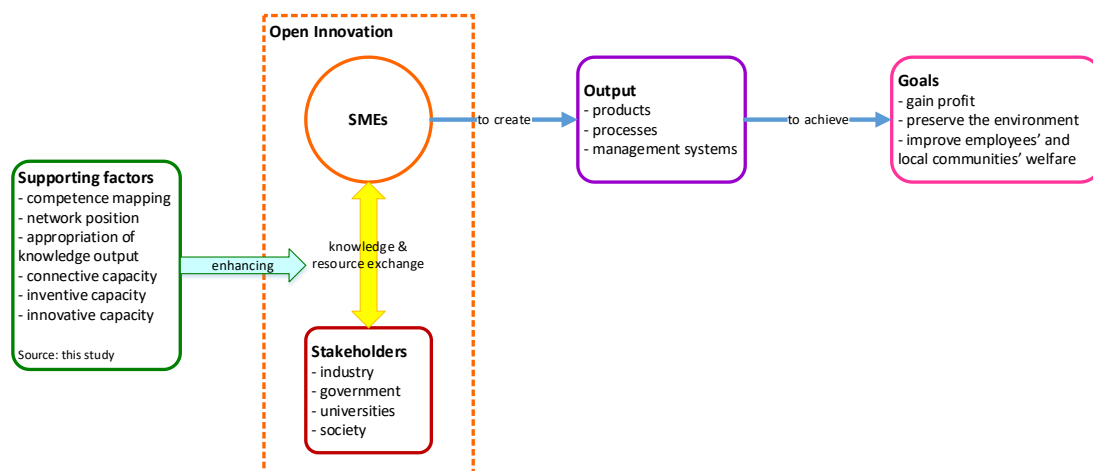 Open Innovation
SMEs
to create
Output
- products
- processes
- management systems
to achieve
Goals
- gain profit
- preserve the environment
- improve employees’ and
local communities’ welfare
Supporting factors
- competence mapping
- network position
- appropriation of
knowledge output
- connective capacity
- inventive capacity
- innovative capacity
Source: this study
enhancing
knowledge &
resource exchange
Stakeholders
- industry
- government
- universities
- society